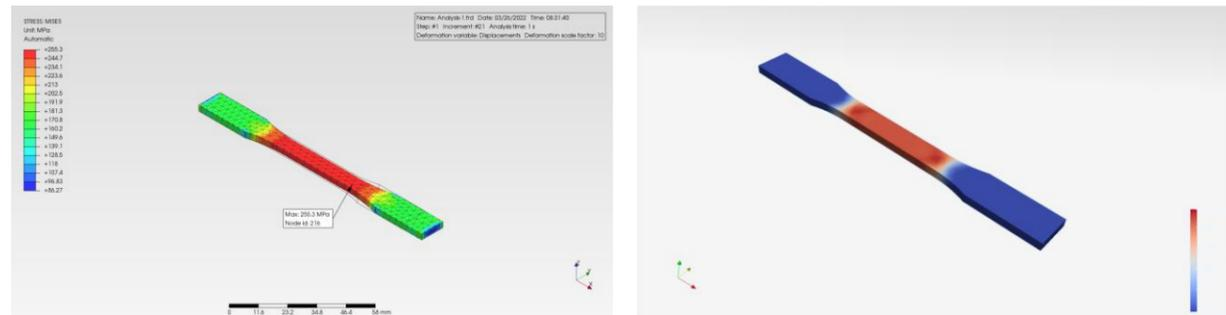 STRESS: MISES
Unit: MPa
Automatic
+255.3
+244.7
+234.1
+223.6
+213
+202.5
+191.9
+181.3
+170.8
+160.2
+149.6
+139.1
+128.5
+118
+107.4
+96.83
+86.27
Name: Analysis-1.frd Date: 03/26/2022 Time: 08:01:40
Step: #1 Increment: #21 Analysis time: 1 s
Deformation variable: Displacements Deformation scale factor: 10
Max: 255.3 MPa
Node id: 216
Z
Y
X
0 11.6 23.2 34.8 46.4 58 mm